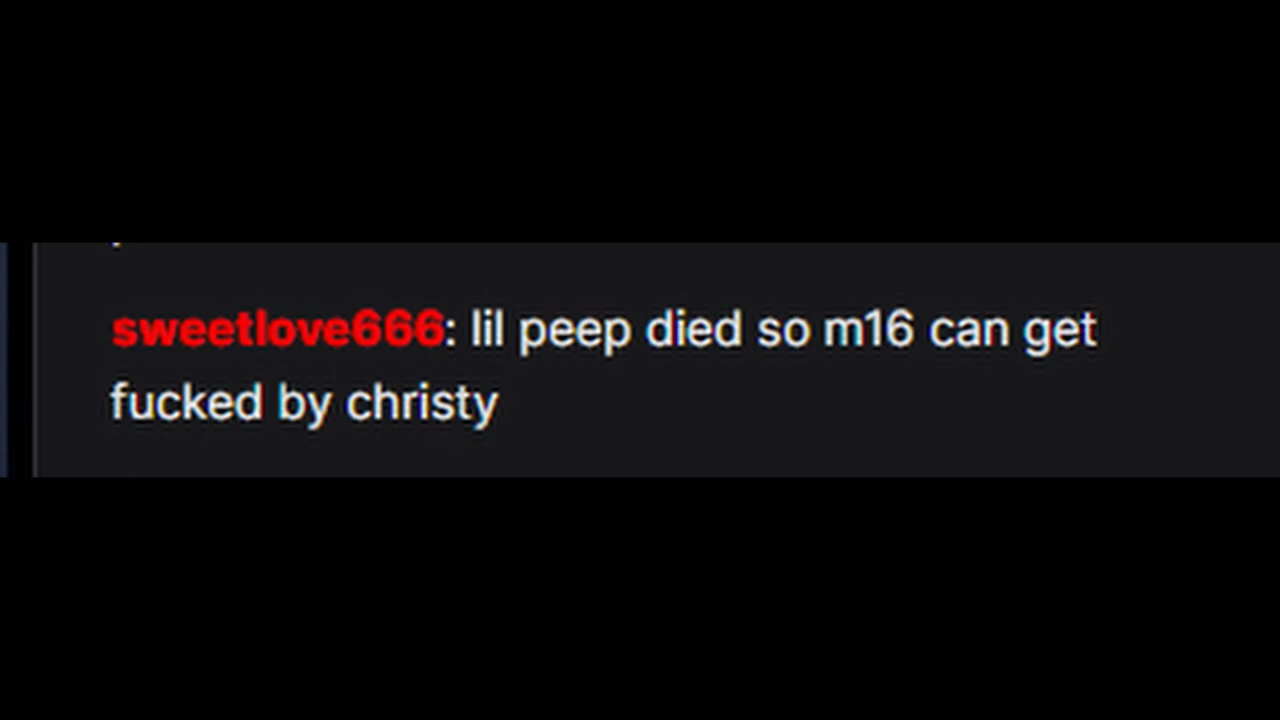 sweetlove666: lil peep died so m16 can get
fucked by christy